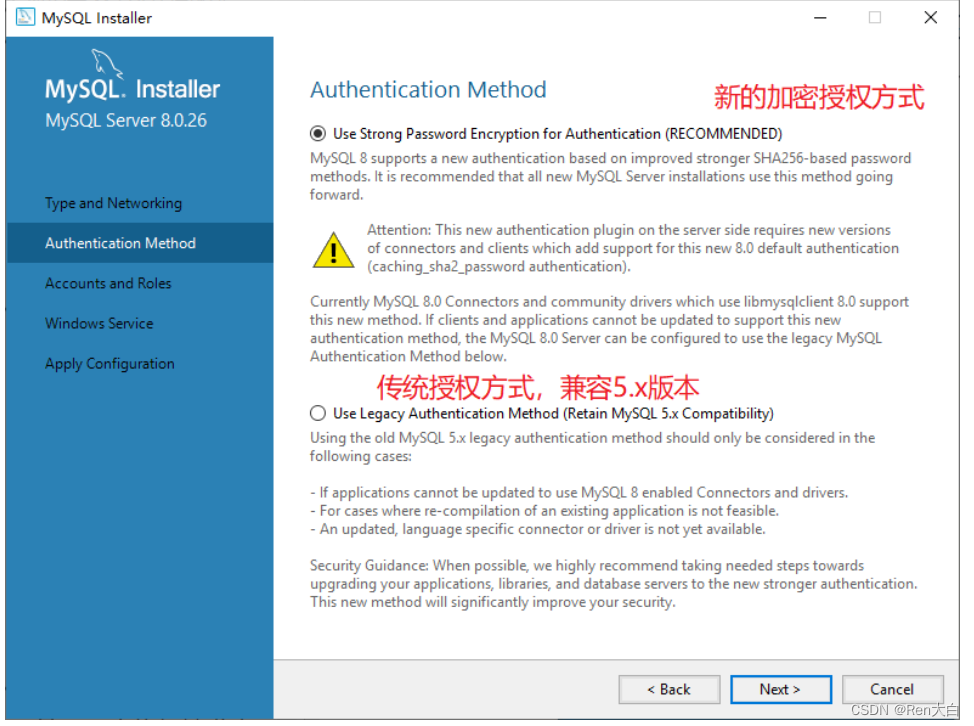 MySQL Installer
MySQL. Installer
MySQL Server 8.0.26
Type and Networking
Authentication Method
Accounts and Roles
Windows Service
Apply Configuration
Authentication Method
新的加密授权方式
Use Strong Password Encryption for Authentication (RECOMMENDED)
MySQL 8 supports a new authentication based on improved stronger SHA256-based password
methods. It is recommended that all new MySQL Server installations use this method going
forward.
Attention: This new authentication plugin on the server side requires new versions
of connectors and clients which add support for this new 8.0 default authentication
(caching_sha2_password authentication).
Currently MySQL 8.0 Connectors and community drivers which use libmysqlclient 8.0 support
this new method. If clients and applications cannot be updated to support this new
authentication method, the MySQL 8.0 Server can be configured to use the legacy MySQL
Authentication Method below.
传统授权方式，兼容5.x版本
Use Legacy Authentication Method (Retain MySQL 5.x Compatibility)
Using the old MySQL 5.x legacy authentication method should only be considered in the
following cases:
- If applications cannot be updated to use MySQL 8 enabled Connectors and drivers.
- For cases where re-compilation of an existing application is not feasible.
- An updated, language specific connector or driver is not yet available.
Security Guidance: When possible, we highly recommend taking needed steps towards
upgrading your applications, libraries, and database servers to the new stronger authentication.
This new method will significantly improve your security.
< Back
Next >
Cancel
CSDN @Ren大白